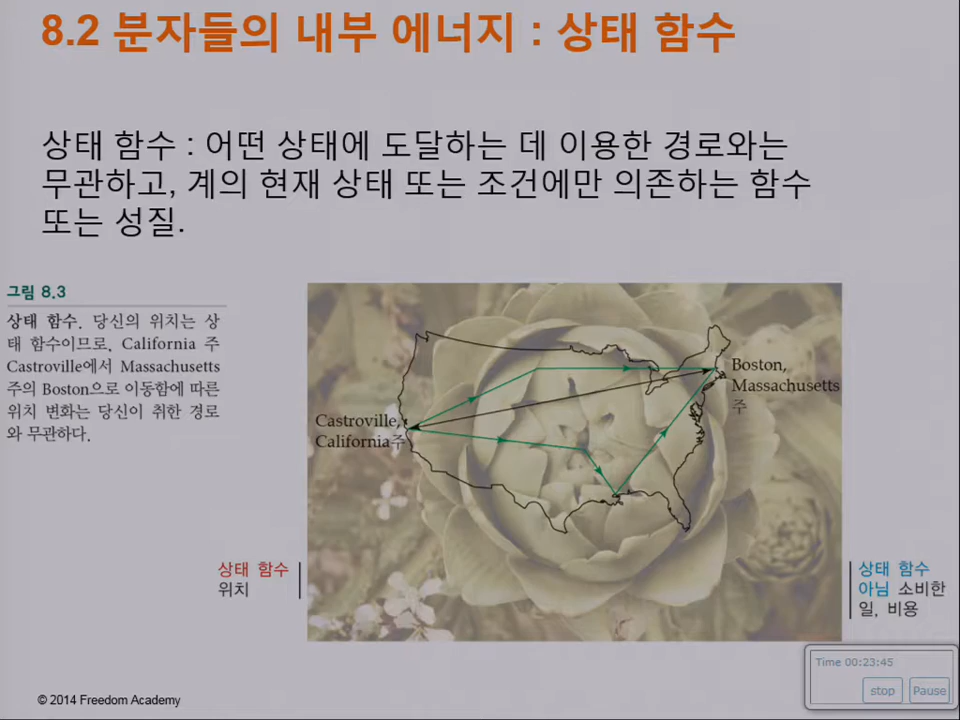 8.2 분자들의 내부 에너지 : 상태 함수
상태 함수 : 어떤 상태에 도달하는 데 이용한 경로와는
무관하고, 계의 현재 상태 또는 조건에만 의존하는 함수
또는 성질.
그림 8.3
상태 함수. 당신의 위치는 상
태 함수이므로, California 주
Castroville에서 Massachusetts
주의 Boston으로 이동함에 따른
위치 변화는 당신이 취한 경로
와 무관하다.
Boston,
Massachusetts
주
Castroville,
California주
상태 함수
위치
상태 함수
아님 소비한
일, 비용
Time 00:23:45
stop
Pause
© 2014 Freedom Academy